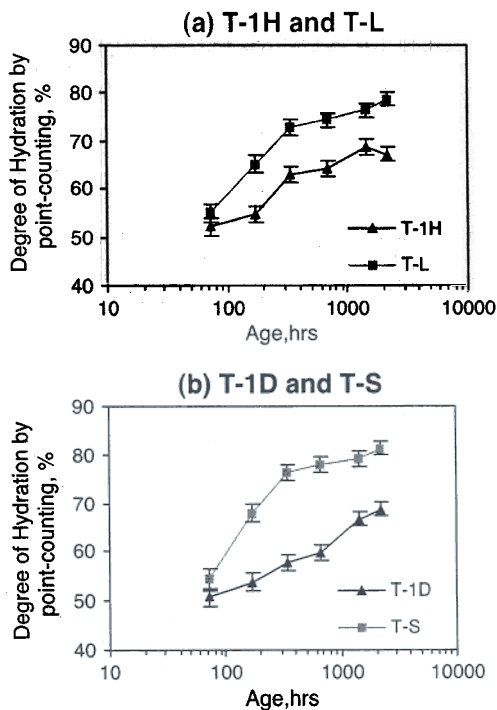 (a) T-1H and T-L
Degree of Hydration by
point-counting, %
90
80
70
60
50
40
T-1H
T-L
10 100 1000 10000
Age,hrs
(b) T-1D and T-S
Degree of Hydration by
point-counting, %
90
80
70
60
50
40
T-1D
T-S
10 100 1000 10000
Age,hrs